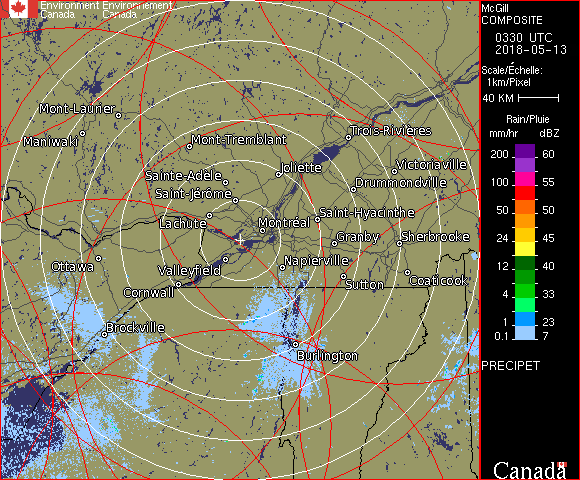 Environment Environnement
Canada Canada
McGill
COMPOSITE
0330 UTC
2018-05-13
Scale/Échelle:
1km/Pixel
40 KM
Rain/Pluie
mm/hr dBZ
200 60
100 55
100 55
50 50
24 45
12 40
4 33
1 23
0.1 7
PRECIPET
Canada
Mont-Laurier
Maniwaki
Mont-Tremblant
Trois-Rivières
Joliette
Victoriaville
Sainte-Adèle
Drummondville
Saint-Jérôme
Lachute
Saint-Hyacinthe
Montréal
Granby
Sherbrooke
Ottawa
Valleyfield
Napierville
Cornwall
Sutton
Coaticook
Brockville
Burlington